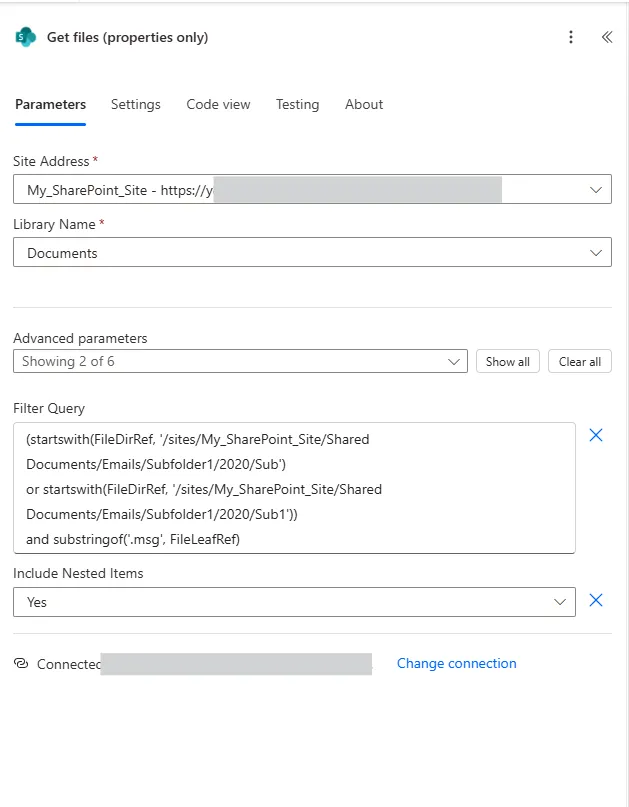 Get files (properties only)
Parameters Settings Code view Testing About
Site Address *
My_SharePoint_Site - https://y
Library Name *
Documents
Advanced parameters
Showing 2 of 6 Show all Clear all
Filter Query
(startswith(FileDirRef, '/sites/My_SharePoint_Site/Shared
Documents/Emails/Subfolder1/2020/Sub')
or startswith(FileDirRef, '/sites/My_SharePoint_Site/Shared
Documents/Emails/Subfolder1/2020/Sub1'))
and substringof('.msg', FileLeafRef)
Include Nested Items
Yes
Connected Change connection